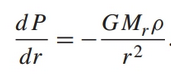 dP/dr = − GM_rρ/r2